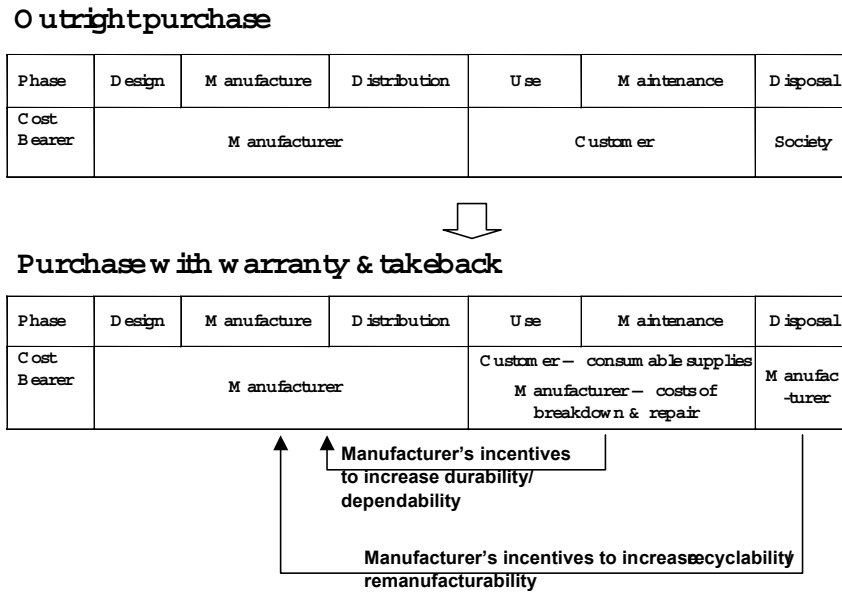 Outright purchase
Phase Design Manufacture Distribution Use Maintenance Disposal
Cost
Bearer
Manufacturer Customer Society
Purchase with warranty & takeback
Phase Design Manufacture Distribution Use Maintenance Disposal
Cost
Bearer
Manufacturer
Customer – consumable supplies
Manufacturer – costs of
breakdown & repair
Manufac
-turer
Manufacturer's incentives
to increase durability/
dependability
Manufacturer's incentives to increase recyclability/
remanufacturability